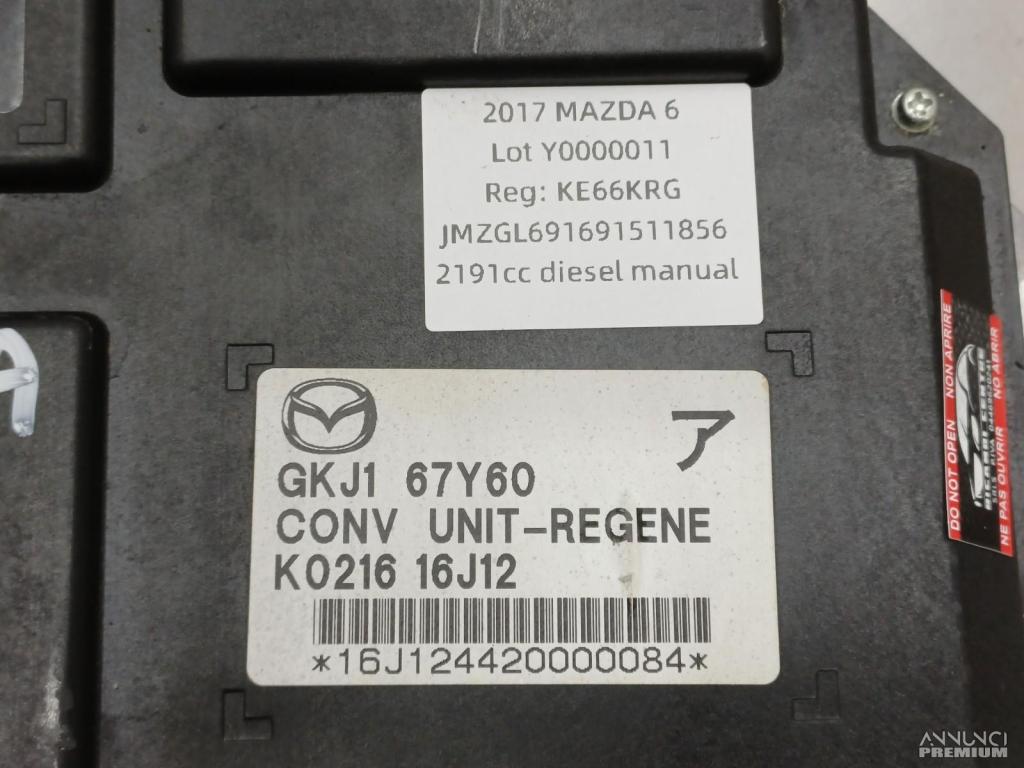 2017 MAZDA 6
Lot Y0000011
Reg: KE66KRG
JMZGL691691511856
2191cc diesel manual
ア
GKJ1 67Y60
CONV UNIT-REGENE
K0216 16J12
*16J124420000084*
DO NOT OPEN NON APRIRE
NE PAS OUVRIR NO ABRIR
A
ANNUNCI
PREMIUM